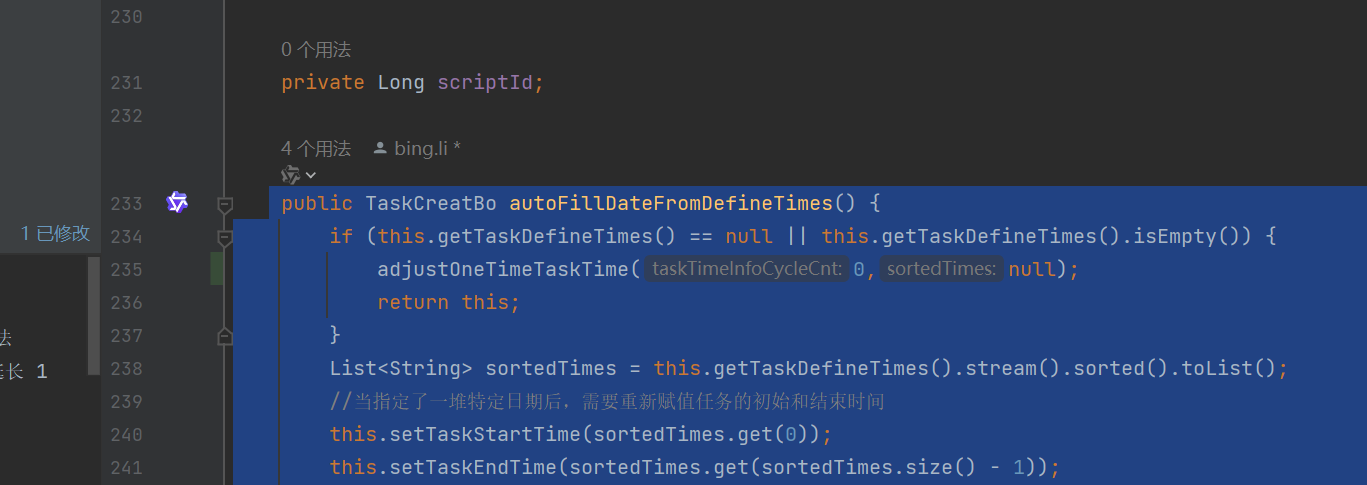 230
0 个用法
231 private Long scriptId;
232
4 个用法 bing.li *
233 public TaskCreatBo autoFillDateFromDefineTimes() {
1 已修改
234 if (this.getTaskDefineTimes() == null || this.getTaskDefineTimes().isEmpty()) {
235 adjustOneTimeTaskTime( taskTimeInfoCycleCnt: 0, sortedTimes: null);
236 return this;
237 }
法
238 List<String> sortedTimes = this.getTaskDefineTimes().stream().sorted().toList();
长 1
239 //当指定了一堆特定日期后，需要重新赋值任务的初始和结束时间
240 this.setTaskStartTime(sortedTimes.get(0));
241 this.setTaskEndTime(sortedTimes.get(sortedTimes.size() - 1));